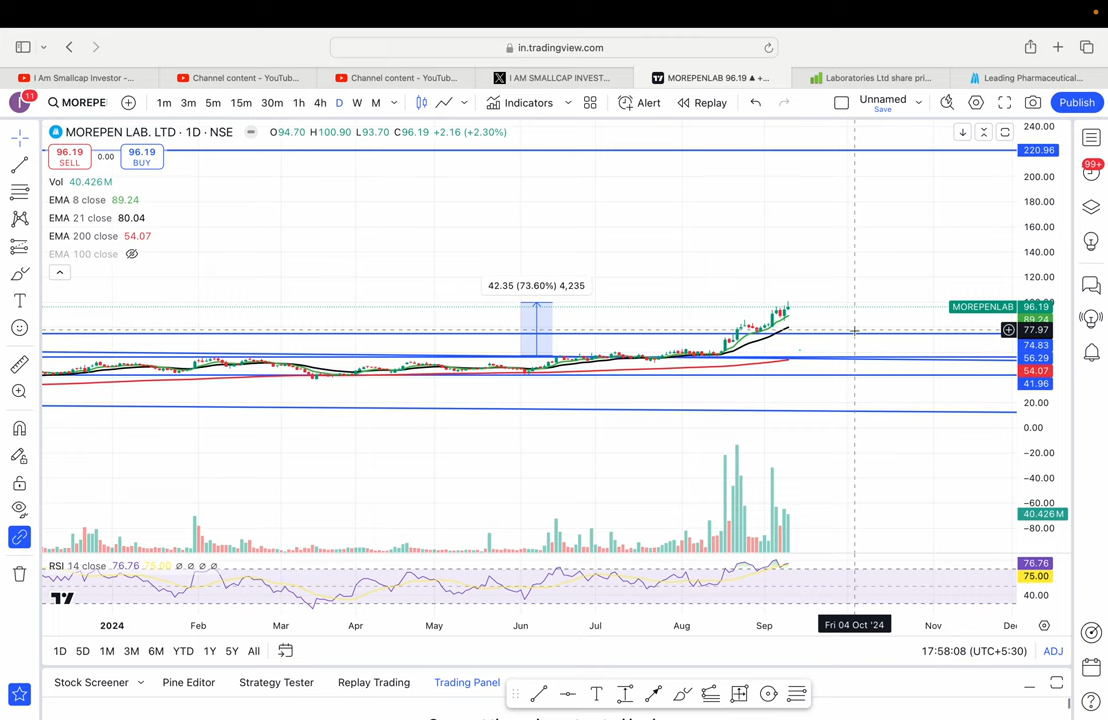 in.tradingview.com
I Am Smallcap Investor -...
Channel content - YouTub...
Channel content - YouTub...
I AM SMALLCAP INVEST...
MOREPENLAB 96.19 ▲ +...
Laboratories Ltd share pri...
Leading Pharmaceutical...
11
MOREPE
1m 3m 5m 15m 30m 1h 4h D W M
Indicators
Alert
Replay
Unnamed
Save
Publish
MOREPEN LAB. LTD · 1D · NSE
O94.70 H100.90 L93.70 C96.19 +2.16 (+2.30%)
96.19
SELL
0.00
96.19
BUY
Vol 40.426M
EMA 8 close 89.24
EMA 21 close 80.04
EMA 200 close 54.07
EMA 100 close
42.35 (73.60%) 4,235
240.00
220.96
200.00
180.00
160.00
140.00
120.00
MOREPENLAB 96.19
89.24
77.97
74.83
56.29
54.07
41.96
20.00
0.00
−20.00
−40.00
−60.00
40.426M
−80.00
99+
RSI 14 close 76.76 75.00 ∅ ∅ ∅ ∅
76.76
75.00
40.00
2024 Feb Mar Apr May Jun Jul Aug Sep Fri 04 Oct '24 Nov
1D 5D 1M 3M 6M YTD 1Y 5Y All
17:58:08 (UTC+5:30) ADJ
Stock Screener
Pine Editor
Strategy Tester
Replay Trading
Trading Panel